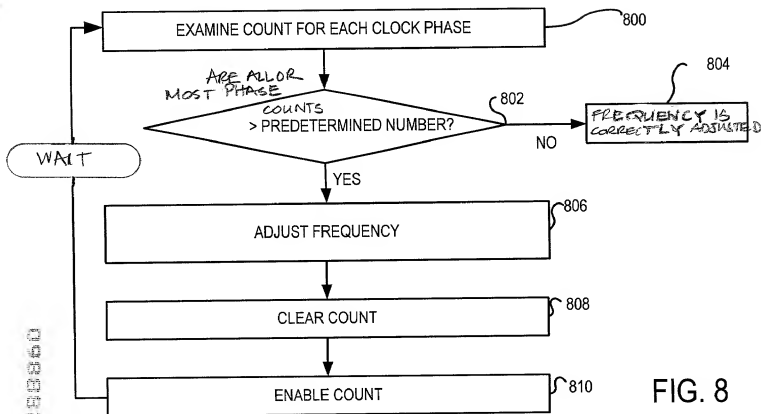 EXAMINE COUNT FOR EACH CLOCK PHASE
800
ARE ALL OR
MOST PHASE
COUNTS
> PREDETERMINED NUMBER?
802
804
FREQUENCY IS
CORRECTLY ADJUSTED
NO
WAIT
YES
806
ADJUST FREQUENCY
808
CLEAR COUNT
810
ENABLE COUNT
FIG. 8